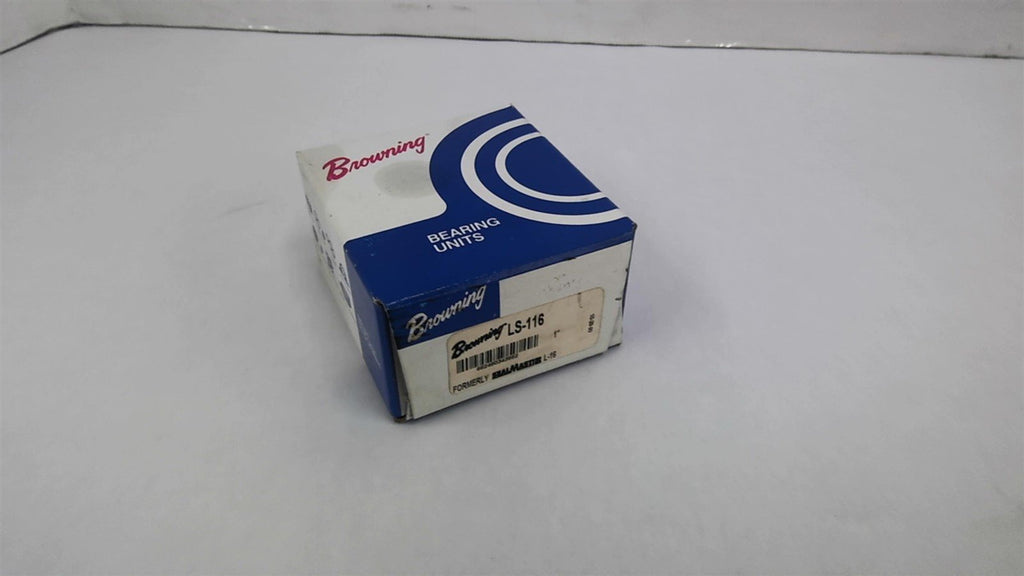 Browning
BEARING
UNITS
Browning
Browning LS-116
1"
FORMERLY SEALMASTER L-16